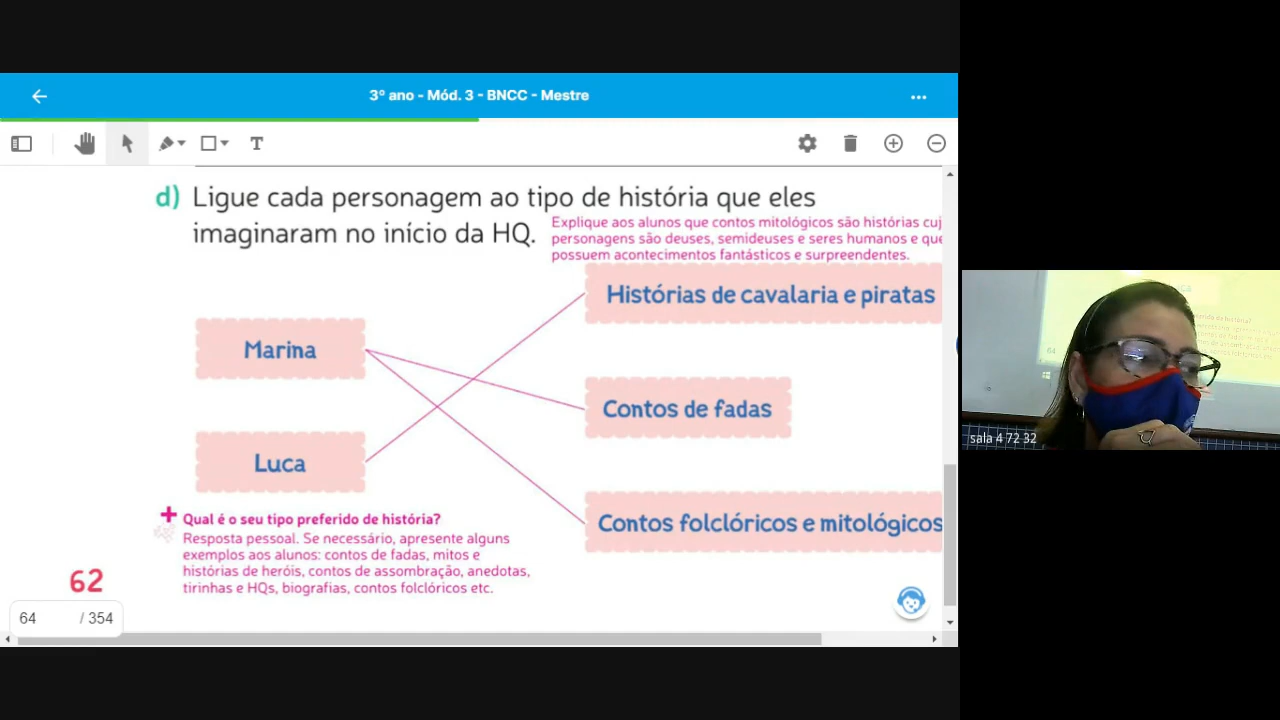 3º ano - Mód. 3 - BNCC - Mestre
T
d) Ligue cada personagem ao tipo de história que eles
imaginaram no início da HQ.
Explique aos alunos que contos mitológicos são histórias cuj
personagens são deuses, semideuses e seres humanos e que
possuem acontecimentos fantásticos e surpreendentes.
Histórias de cavalaria e piratas
Marina
Contos de fadas
Luca
Contos folclóricos e mitológicos
+ Qual é o seu tipo preferido de história?
Resposta pessoal. Se necessário, apresente alguns
exemplos aos alunos: contos de fadas, mitos e
histórias de heróis, contos de assombração, anedotas,
tirinhas e HQs, biografias, contos folclóricos etc.
62
64 / 354
sala 4 72 32
64